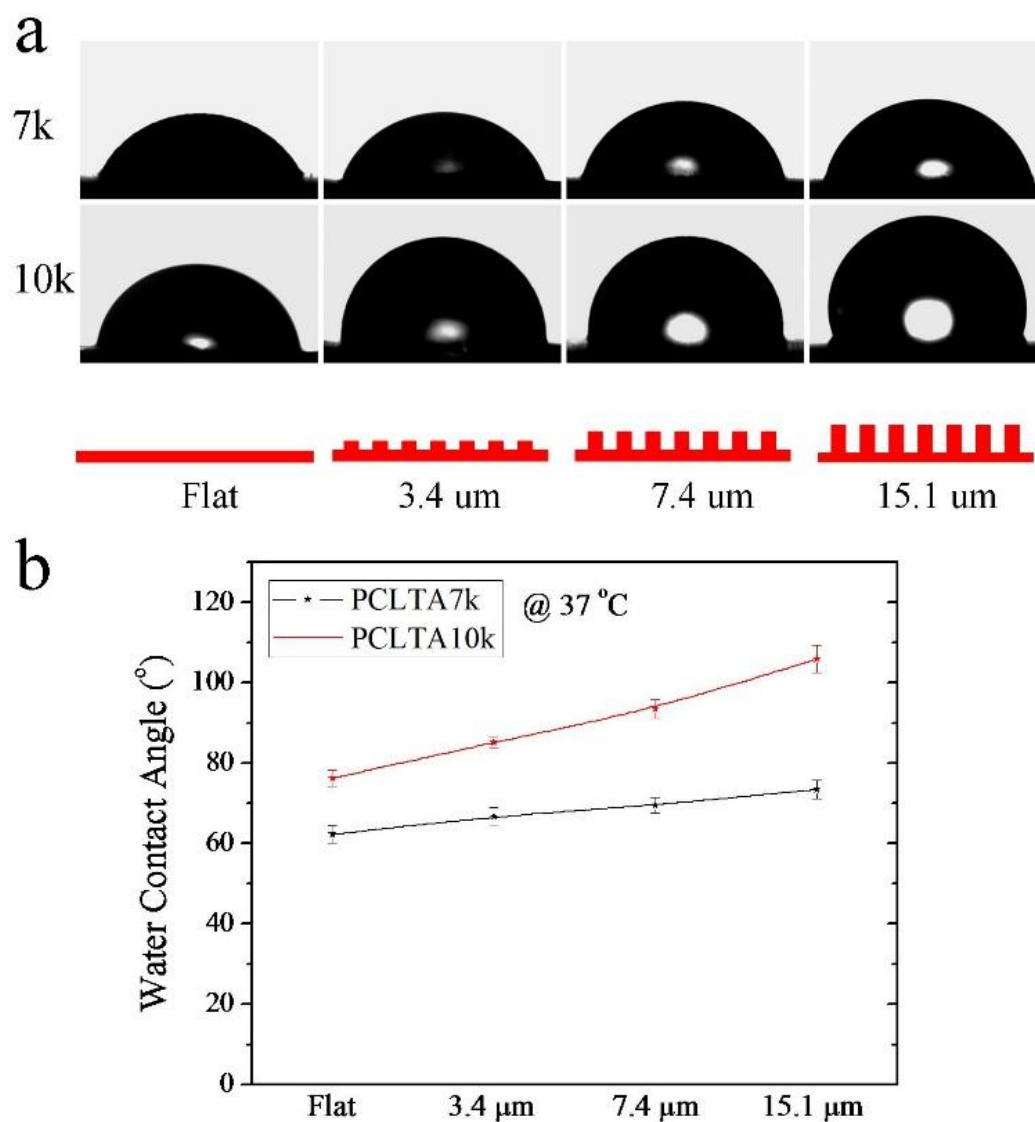 a
7k
10k
Flat 3.4 um 7.4 um 15.1 um
b
PCLTA7k @ 37 °C
PCLTA10k
Water Contact Angle (°)
120
100
80
60
40
20
0
Flat 3.4 μm 7.4 μm 15.1 μm